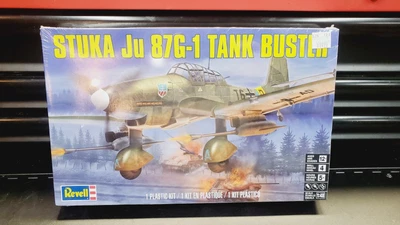 STUKA Ju 87G-1 TANK BUSTER
Revell
1 PLASTIC KIT / 1 KIT EN PLASTIQUE / 1 KIT PLÁSTICO